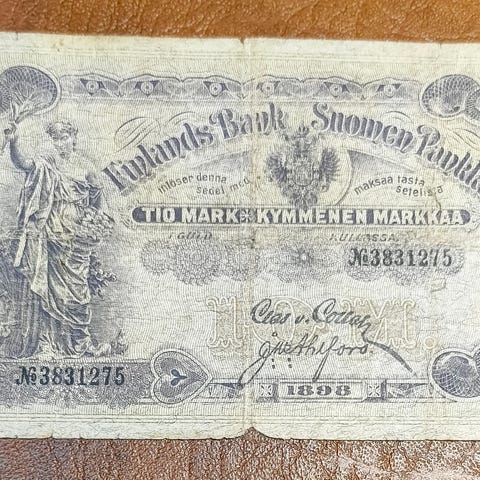 Finlands Bank Suomen Pankki
inlöser denna sedel med
maksaa tästä setelistä
TIO MARK KYMMENEN MARKKAA
I GULD KULLASSA.
№3831275
№3831275
1898